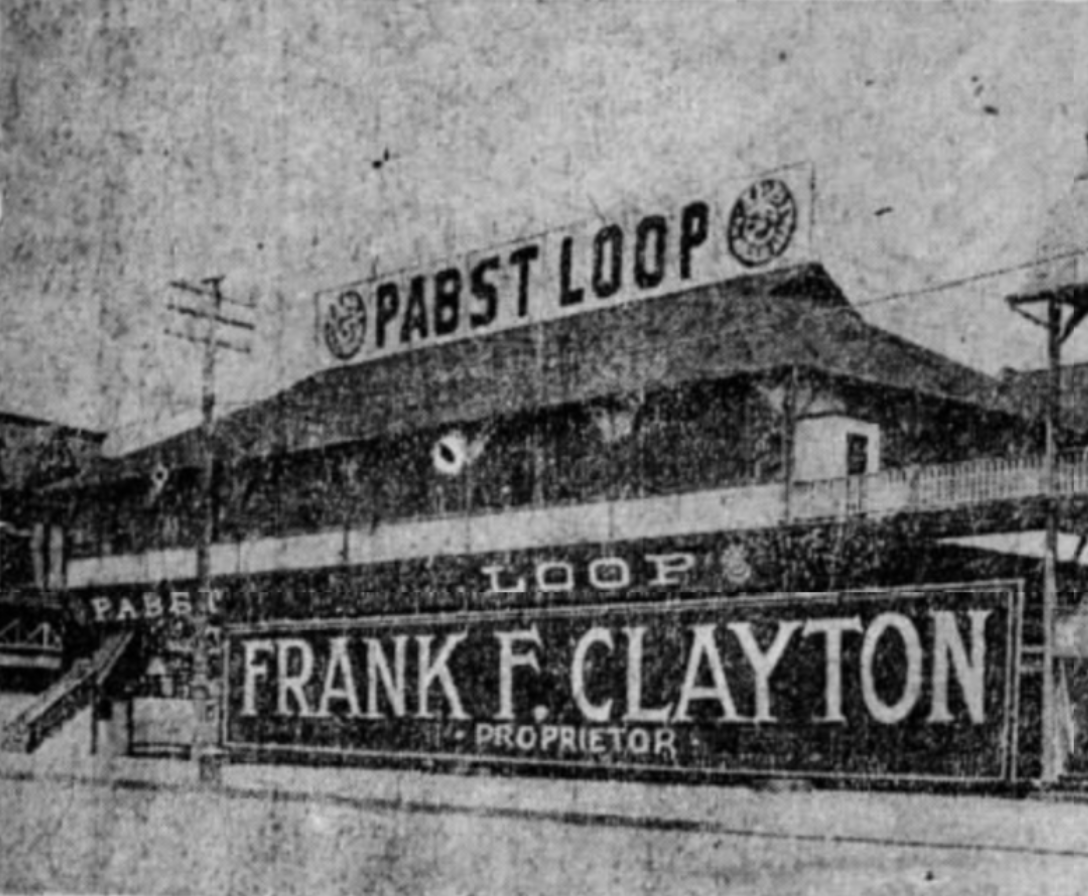 PABST LOOP
LOOP
PABST
FRANK F. CLAYTON
· PROPRIETOR ·